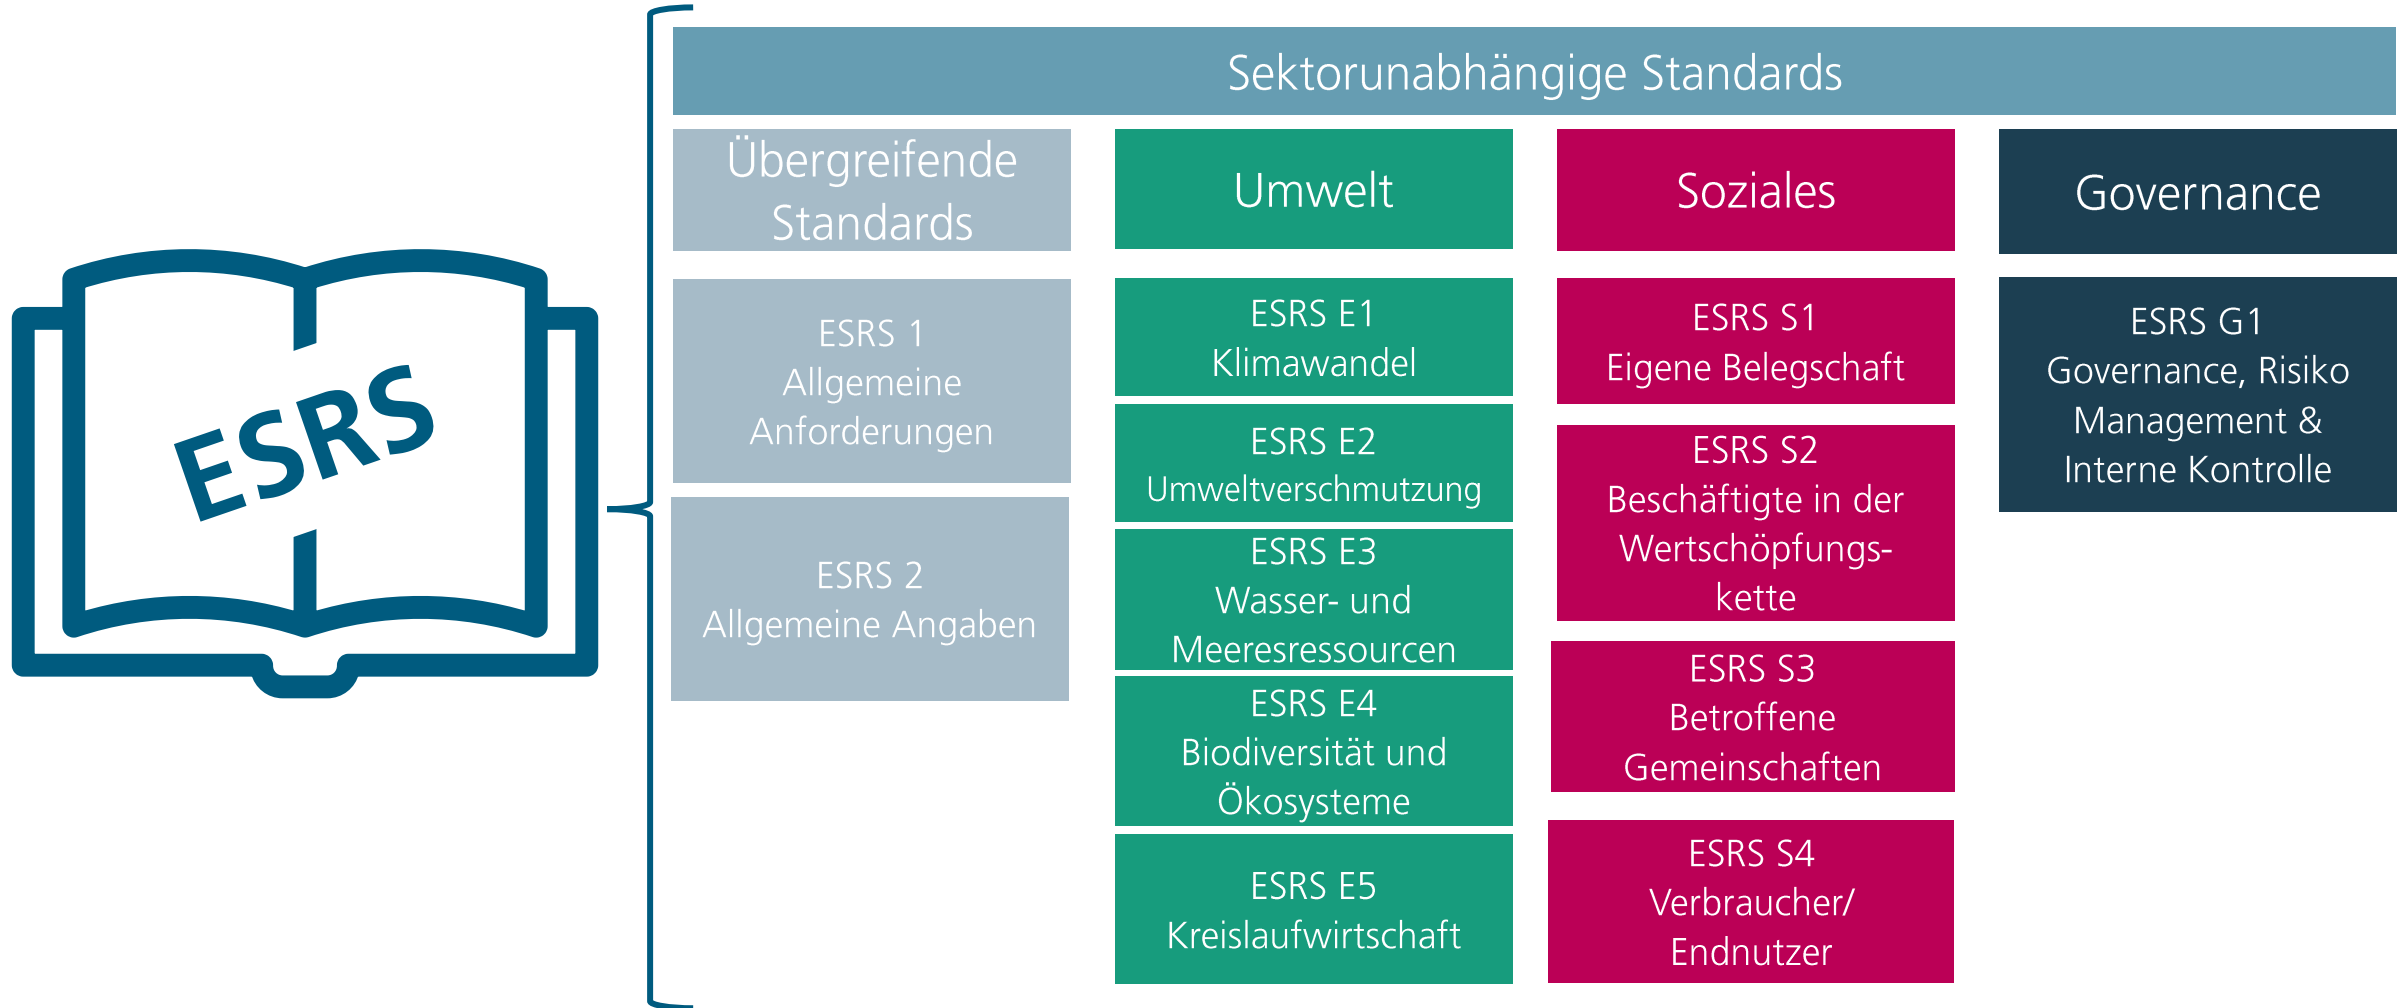 ESRS
Sektorunabhängige Standards
Übergreifende
Standards
ESRS 1
Allgemeine
Anforderungen
ESRS 2
Allgemeine Angaben
Umwelt
ESRS E1
Klimawandel
ESRS E2
Umweltverschmutzung
ESRS E3
Wasser- und
Meeresressourcen
ESRS E4
Biodiversität und
Ökosysteme
ESRS E5
Kreislaufwirtschaft
Soziales
ESRS S1
Eigene Belegschaft
ESRS S2
Beschäftigte in der
Wertschöpfungs-
kette
ESRS S3
Betroffene
Gemeinschaften
ESRS S4
Verbraucher/
Endnutzer
Governance
ESRS G1
Governance, Risiko
Management &
Interne Kontrolle